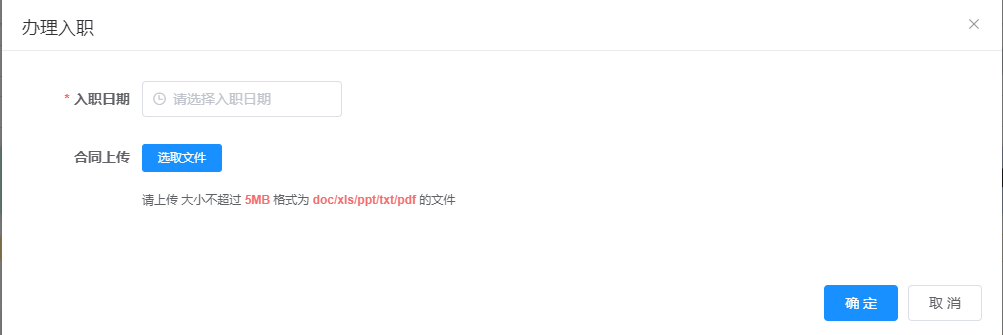 办理入职
* 入职日期 请选择入职日期
合同上传 选取文件
请上传 大小不超过 5MB 格式为 doc/xls/ppt/txt/pdf 的文件
确 定 取 消